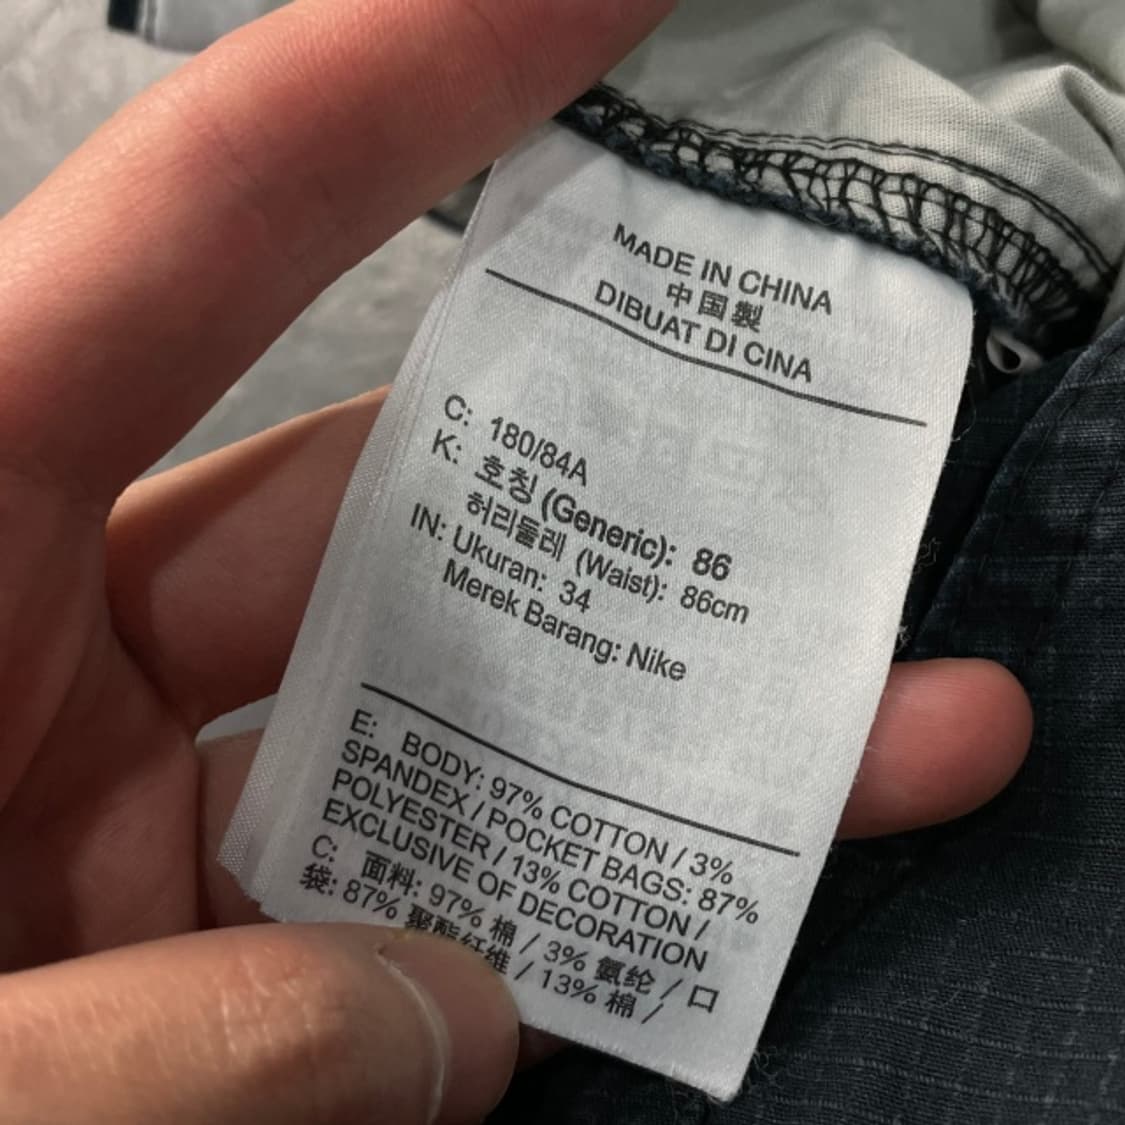 MADE IN CHINA
中国製
DIBUAT DI CINA
C: 180/84A
K: 호칭 (Generic): 86
허리둘레 (Waist): 86cm
IN: Ukuran: 34
Merek Barang: Nike
E: BODY: 97% COTTON / 3%
SPANDEX / POCKET BAGS: 87%
POLYESTER / 13% COTTON /
EXCLUSIVE OF DECORATION
C: 面料: 97% 棉 / 3% 氨纶 / 口
袋: 87% 聚酯纤维 / 13% 棉 /